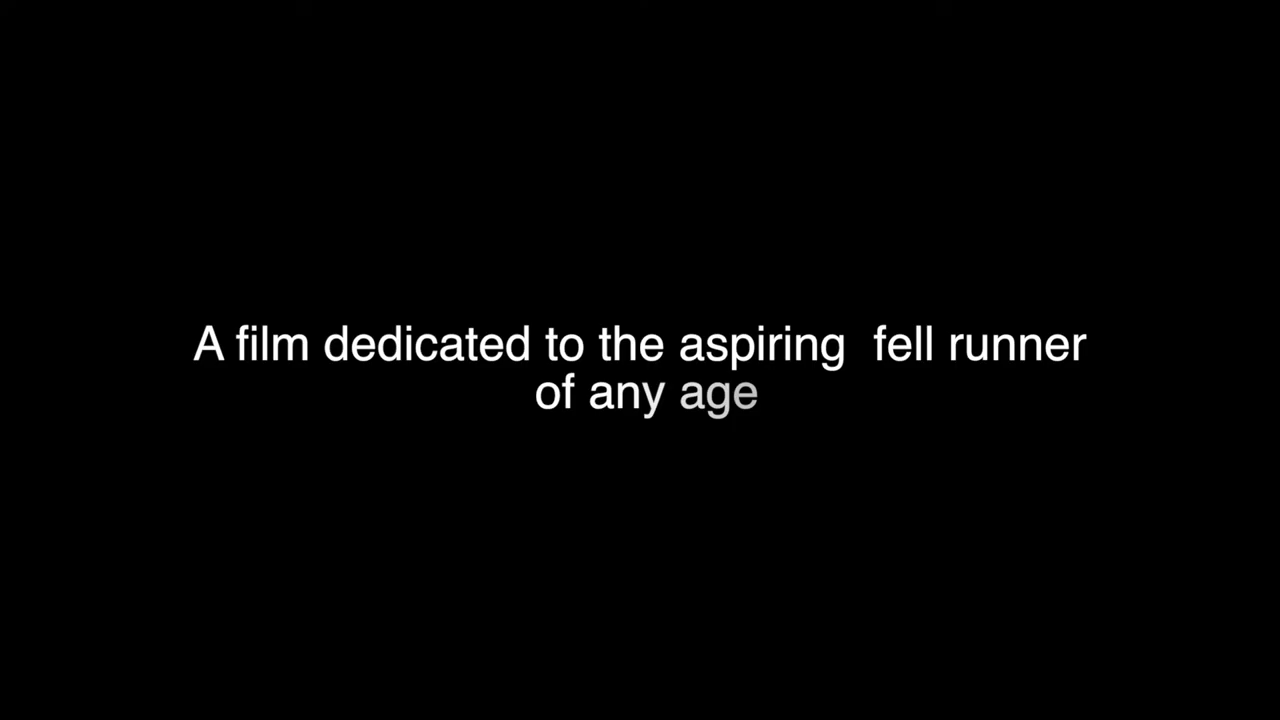 A film dedicated to the aspiring  fell runner
of any age